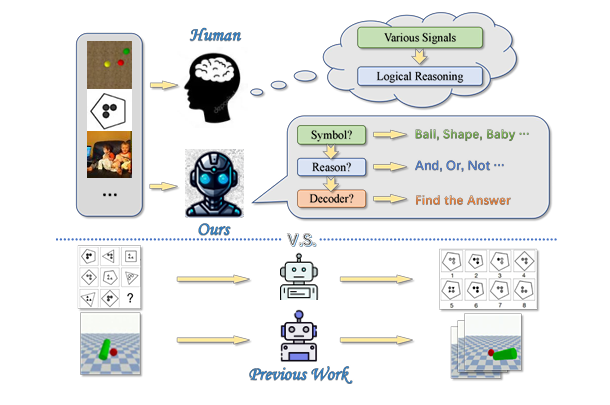 Human
Various Signals
Logical Reasoning
...
Ours
Symbol?
Ball, Shape, Baby ...
Reason?
And, Or, Not ...
Decoder?
Find the Answer
V.S.
?
1 2 3 4
5 6 7 8
Previous Work